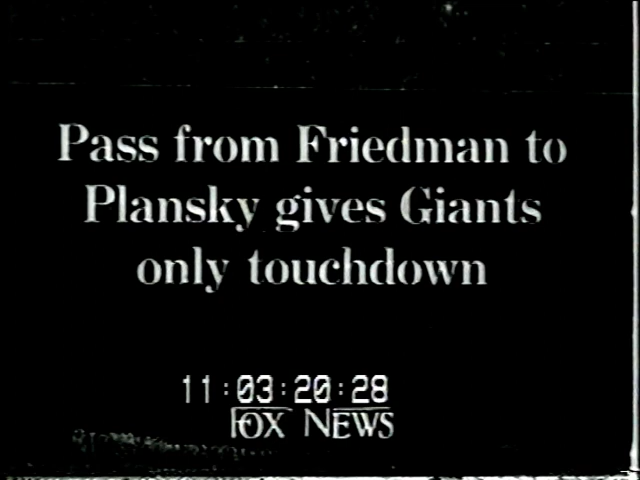 Pass from Friedman to
Plansky gives Giants
only touchdown
11:03:20:28
FOX NEWS